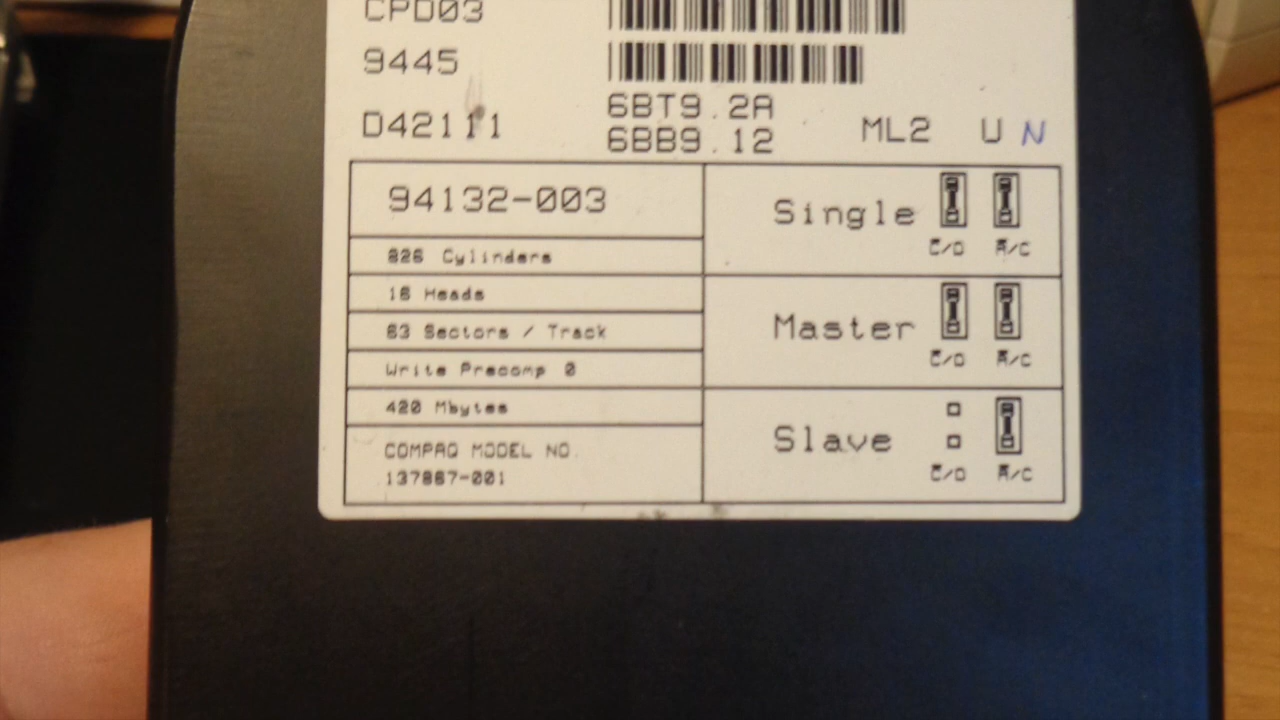 CPD03
9445
D42111
6BT9.2A
6BB9.12
ML2 U N
94132-003
826 Cylinders
16 Heads
63 Sectors / Track
Write Precomp 0
420 Mbytes
COMPAQ MODEL NO.
137867-001
Single
C/D A/C
Master
C/D A/C
Slave
C/D A/C